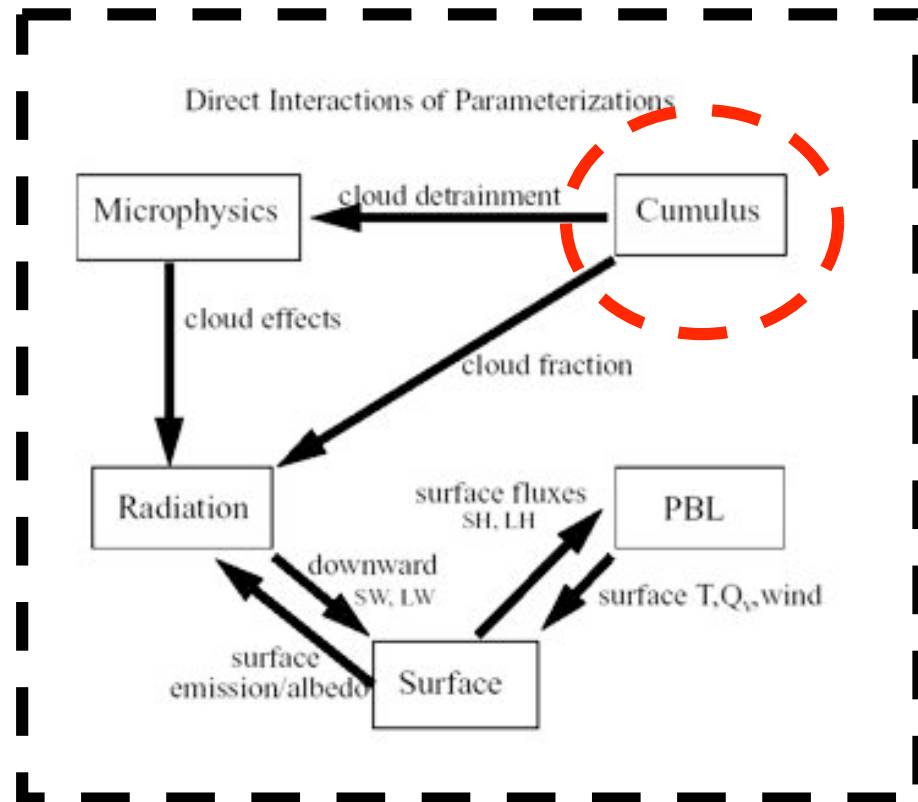 Direct Interactions of Parameterizations
cloud detrainment
Microphysics
Cumulus
cloud effects
cloud fraction
surface fluxes
SH, LH
Radiation
PBL
downward
SW, LW
surface T,Qv,wind
surface
emission/albedo
Surface